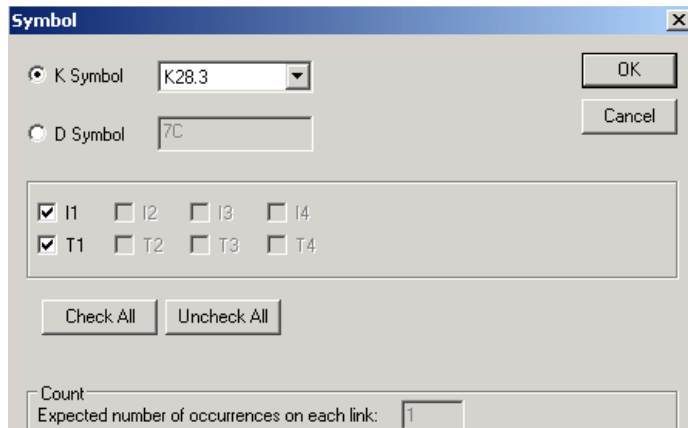 Symbol
K Symbol K28.3 OK
D Symbol 7C Cancel
I1 I2 I3 I4
T1 T2 T3 T4
Check All Uncheck All
Count
Expected number of occurrences on each link: 1